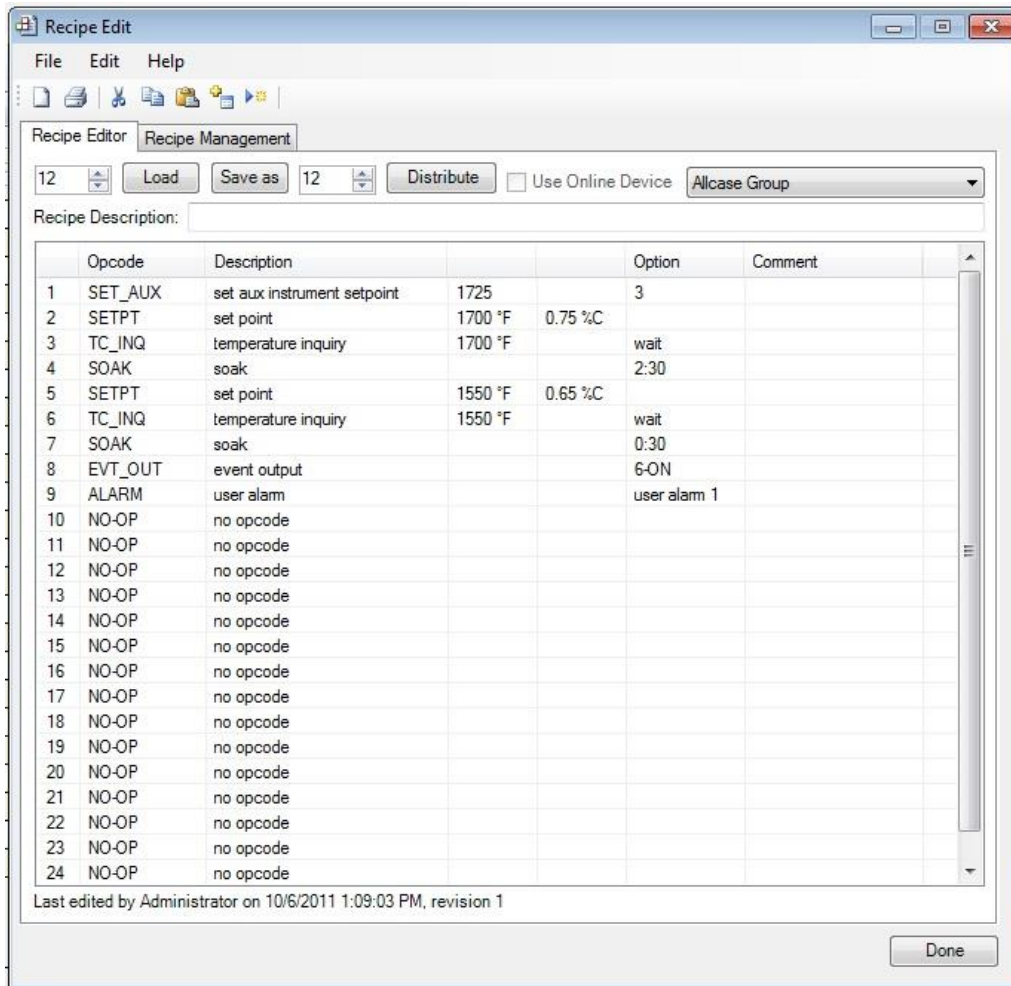 Recipe Edit
File Edit Help
Recipe Editor Recipe Management
12 Load Save as 12 Distribute Use Online Device Allcase Group
Recipe Description:
Opcode Description Option Comment
1 SET_AUX set aux instrument setpoint 1725 3
2 SETPT set point 1700 °F 0.75 %C
3 TC_INQ temperature inquiry 1700 °F wait
4 SOAK soak 2:30
5 SETPT set point 1550 °F 0.65 %C
6 TC_INQ temperature inquiry 1550 °F wait
7 SOAK soak 0:30
8 EVT_OUT event output 6-ON
9 ALARM user alarm user alarm 1
10 NO-OP no opcode
11 NO-OP no opcode
12 NO-OP no opcode
13 NO-OP no opcode
14 NO-OP no opcode
15 NO-OP no opcode
16 NO-OP no opcode
17 NO-OP no opcode
18 NO-OP no opcode
19 NO-OP no opcode
20 NO-OP no opcode
21 NO-OP no opcode
22 NO-OP no opcode
23 NO-OP no opcode
24 NO-OP no opcode
Last edited by Administrator on 10/6/2011 1:09:03 PM, revision 1
Done